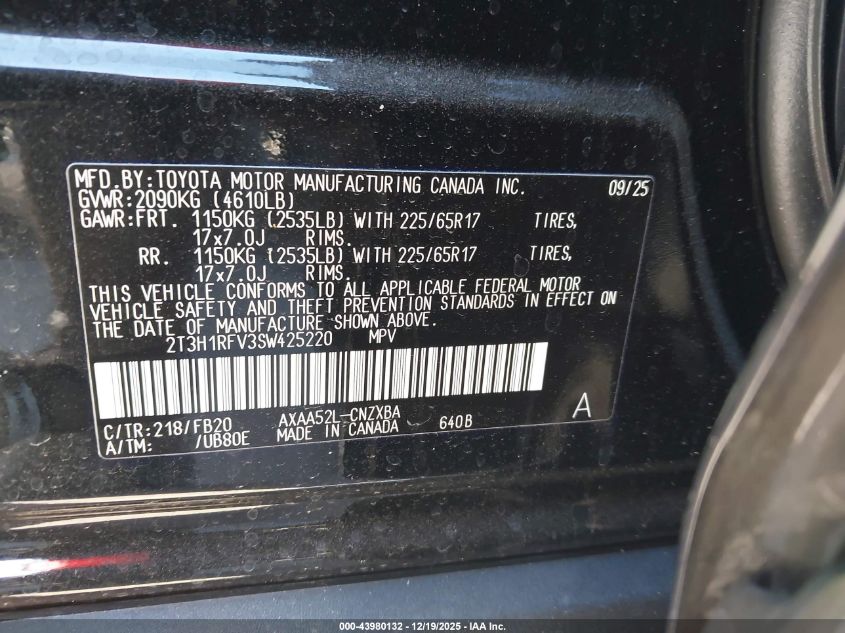 MFD.BY:TOYOTA MOTOR MANUFACTURING CANADA INC. 09/25
GVWR:2090KG (4610LB)
GAWR:FRT. 1150KG (2535LB) WITH 225/65R17 TIRES,
17x7.0J RIMS.
RR. 1150KG (2535LB) WITH 225/65R17 TIRES,
17x7.0J RIMS.
THIS VEHICLE CONFORMS TO ALL APPLICABLE FEDERAL MOTOR
VEHICLE SAFETY AND THEFT PREVENTION STANDARDS IN EFFECT ON
THE DATE OF MANUFACTURE SHOWN ABOVE.
2T3H1RFV3SW425220 MPV
A
C/TR:218/FB20 AXAA52L-CNZXBA 640B
A/TM: /UB80E MADE IN CANADA
000-43980132 - 12/19/2025 - IAA Inc.